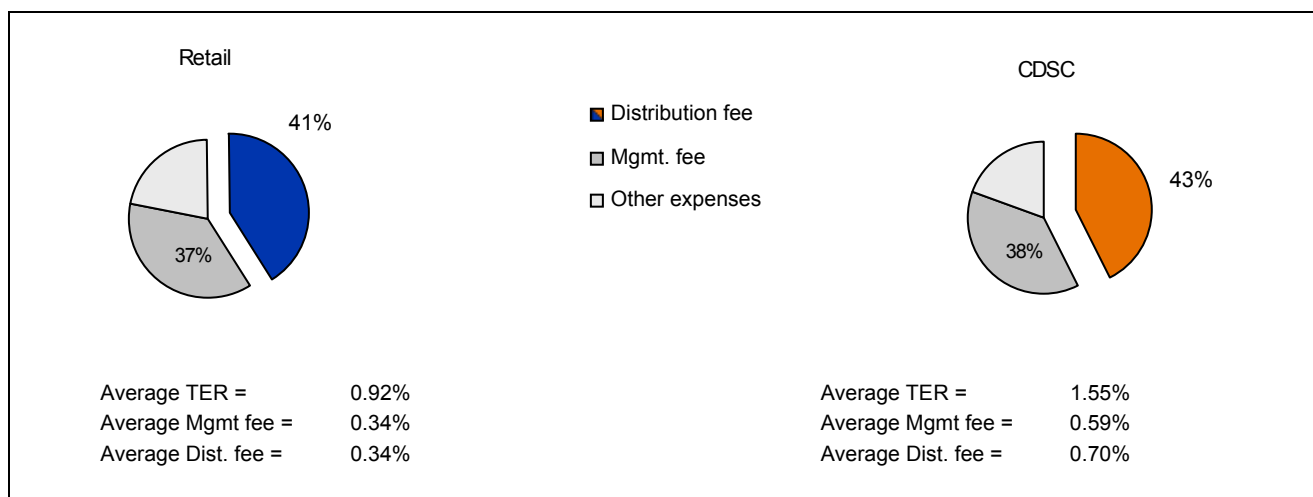 Retail
41%
37%
Distribution fee
Mgmt. fee
Other expenses
CDSC
43%
38%
Average TER = 0.92%
Average Mgmt fee = 0.34%
Average Dist. fee = 0.34%
Average TER = 1.55%
Average Mgmt fee = 0.59%
Average Dist. fee = 0.70%